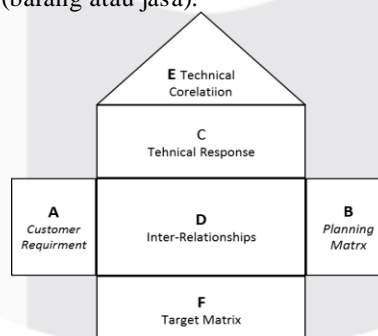 (barang atau jasa).
E Technical
Corelatiion
C
Tehnical Response
A
Customer
Requirment
D
Inter-Relationships
B
Planning
Matrx
F
Target Matrix